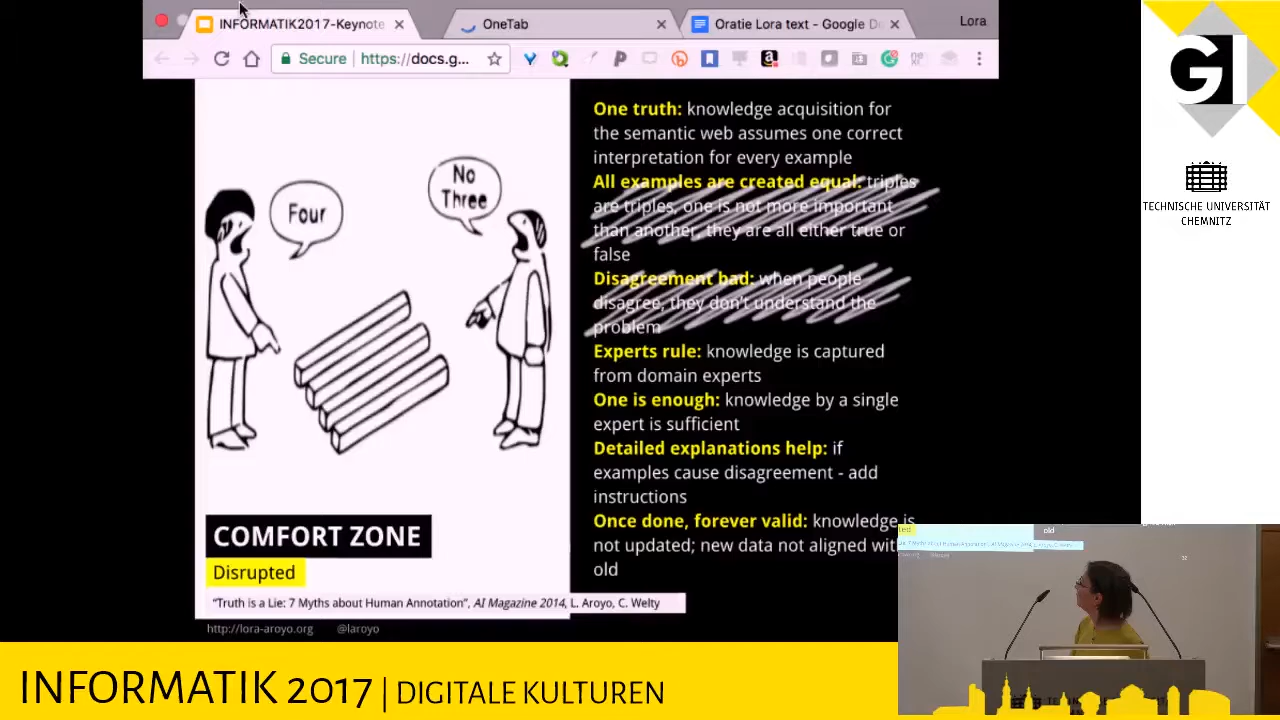 INFORMATIK2017-Keynote
OneTab
Oratie Lora text - Google D
Lora
Secure
https://docs.g...
GI
TECHNISCHE UNIVERSITÄT
CHEMNITZ
Four
No
Three
One truth: knowledge acquisition for
the semantic web assumes one correct
interpretation for every example
All examples are created equal: triples
are triples, one is not more important
than another, they are all either true or
false
Disagreement bad: when people
disagree, they don't understand the
problem
Experts rule: knowledge is captured
from domain experts
One is enough: knowledge by a single
expert is sufficient
Detailed explanations help: if
examples cause disagreement - add
instructions
Once done, forever valid: knowledge is
not updated; new data not aligned with
old
COMFORT ZONE
Disrupted
"Truth is a Lie: 7 Myths about Human Annotation", AI Magazine 2014, L. Aroyo, C. Welty
http://lora-aroyo.org @laroyo
old
INFORMATIK 2017 | DIGITALE KULTUREN